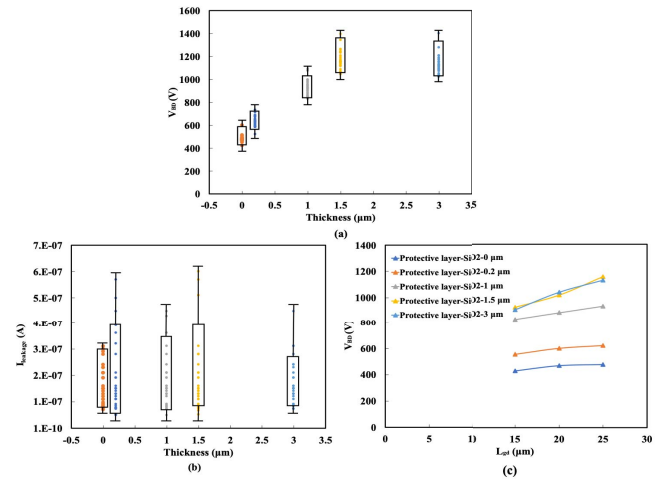 1600
1400
1200
1000
800
600
400
200
0
V_BD (V)
-0.5 0 0.5 1 1.5 2 2.5 3 3.5
Thickness (μm)
(a)
7.E-07
6.E-07
5.E-07
4.E-07
3.E-07
2.E-07
1.E-07
1.E-10
I_leakage (A)
-0.5 0 0.5 1 1.5 2 2.5 3 3.5
Thickness (μm)
(b)
1400
1200
1000
800
600
400
200
0
V_BD (V)
Protective layer-SiO2-0 μm
Protective layer-SiO2-0.2 μm
Protective layer-SiO2-1 μm
Protective layer-SiO2-1.5 μm
Protective layer-SiO2-3 μm
0 5 10 15 20 25 30
L_gd (μm)
(c)